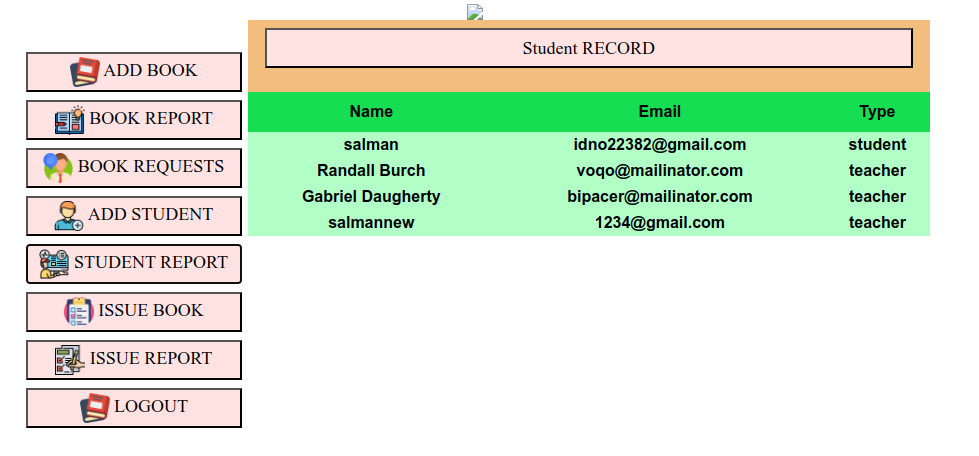 ADD BOOK
BOOK REPORT
BOOK REQUESTS
ADD STUDENT
STUDENT REPORT
ISSUE BOOK
ISSUE REPORT
LOGOUT
Student RECORD
Name Email Type
salman idno22382@gmail.com student
Randall Burch voqo@mailinator.com teacher
Gabriel Daugherty bipacer@mailinator.com teacher
salmannew 1234@gmail.com teacher